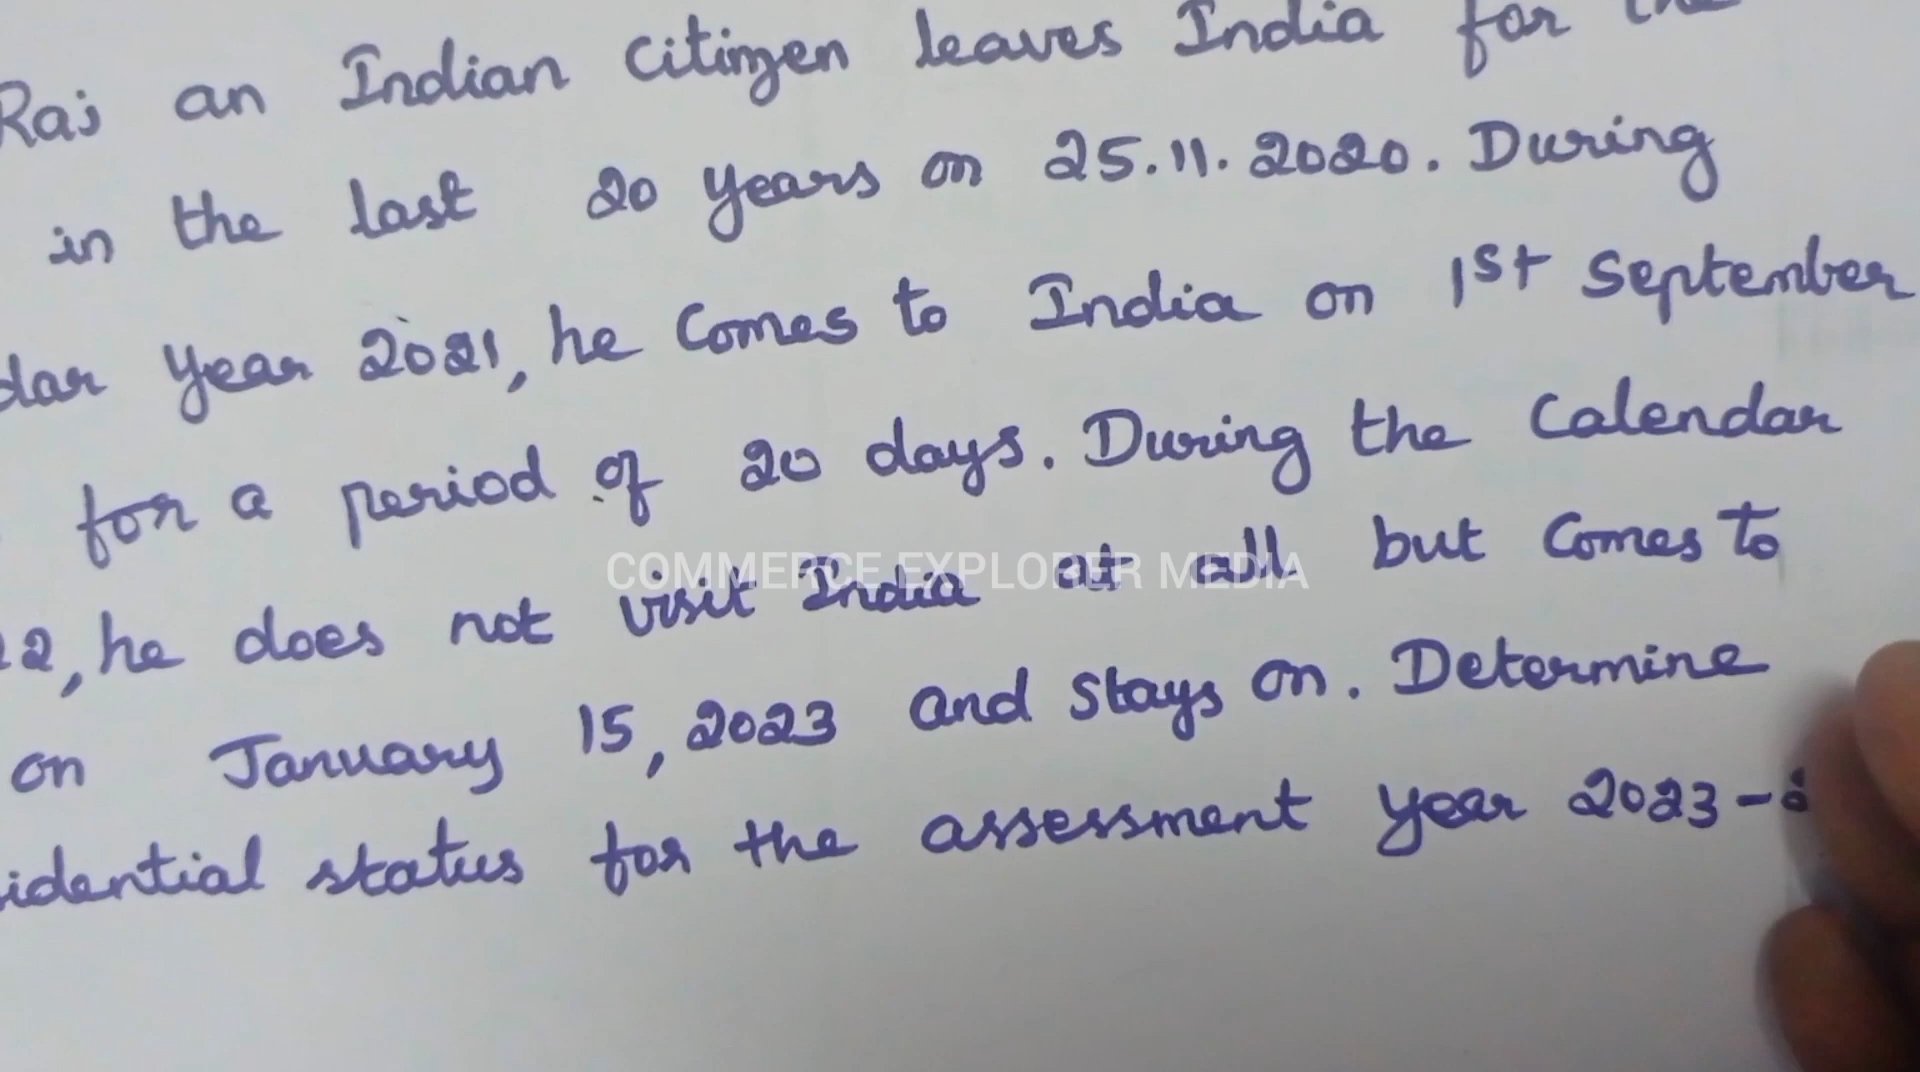 Raj an Indian Citizen leaves India for the
in the last 20 years on 25.11.2020. During
dar year 2021, he Comes to India on 1st September
for a period of 20 days. During the Calendar
22, he does not visit India at all but Comes to
COMMERCE EXPLORER MEDIA
on January 15, 2023 and Stays on. Determine
idential status for the assessment year 2023-